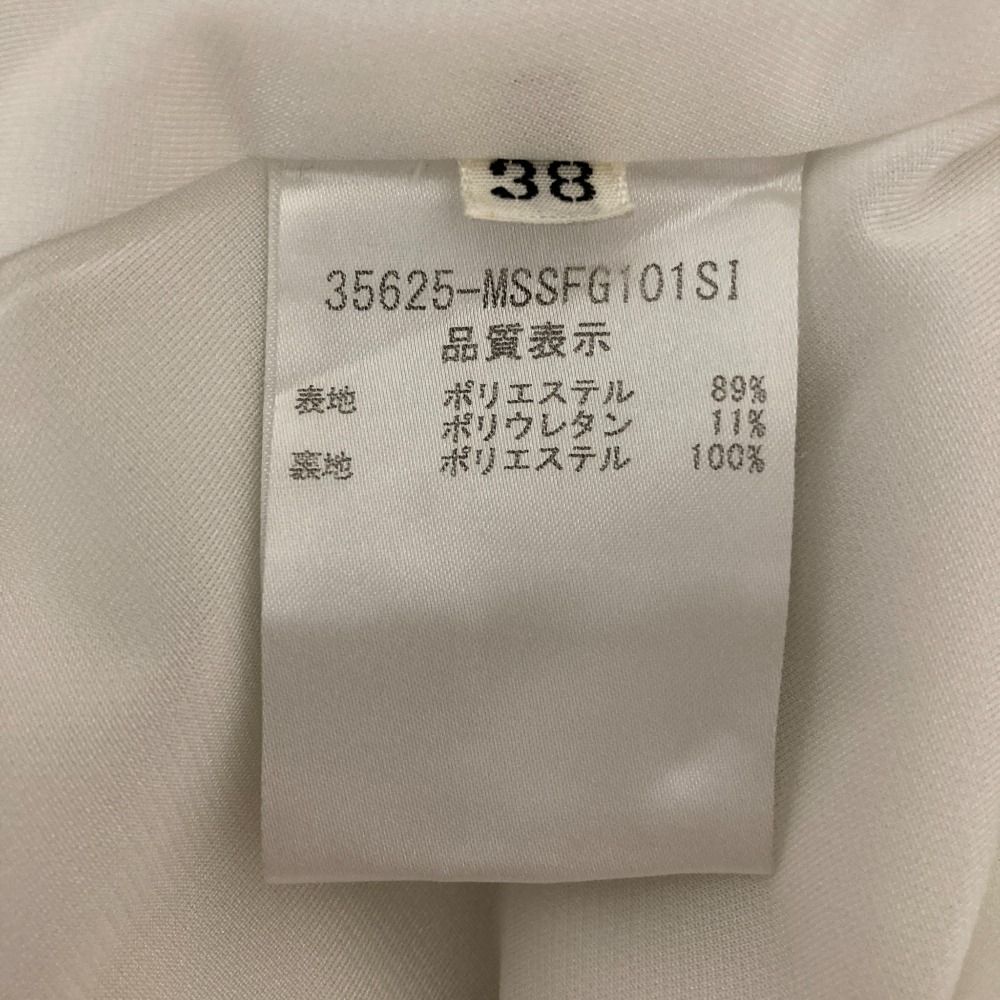 38
35625-MSSFG101SI
品質表示
表地 ポリエステル 89%
ポリウレタン 11%
裏地 ポリエステル 100%